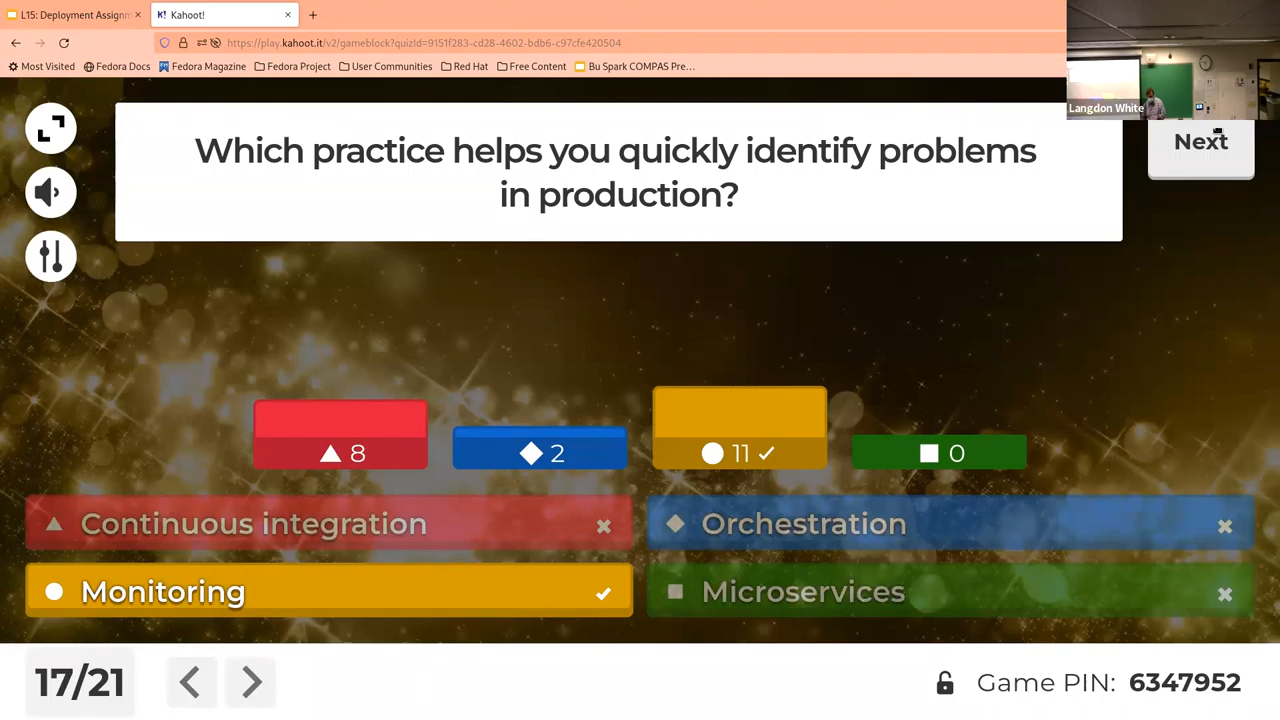 L15: Deployment Assignm
K! Kahoot!
https://play.kahoot.it/v2/gameblock?quizId=9151f283-cd28-4602-bdb6-c97cfe420504
Most Visited
Fedora Docs
Fedora Magazine
Fedora Project
User Communities
Red Hat
Free Content
Bu Spark COMPAS Pre…
Langdon White
Which practice helps you quickly identify problems
in production?
Next
8
2
11
0
Continuous integration
Orchestration
Monitoring
Microservices
17/21
Game PIN: 6347952